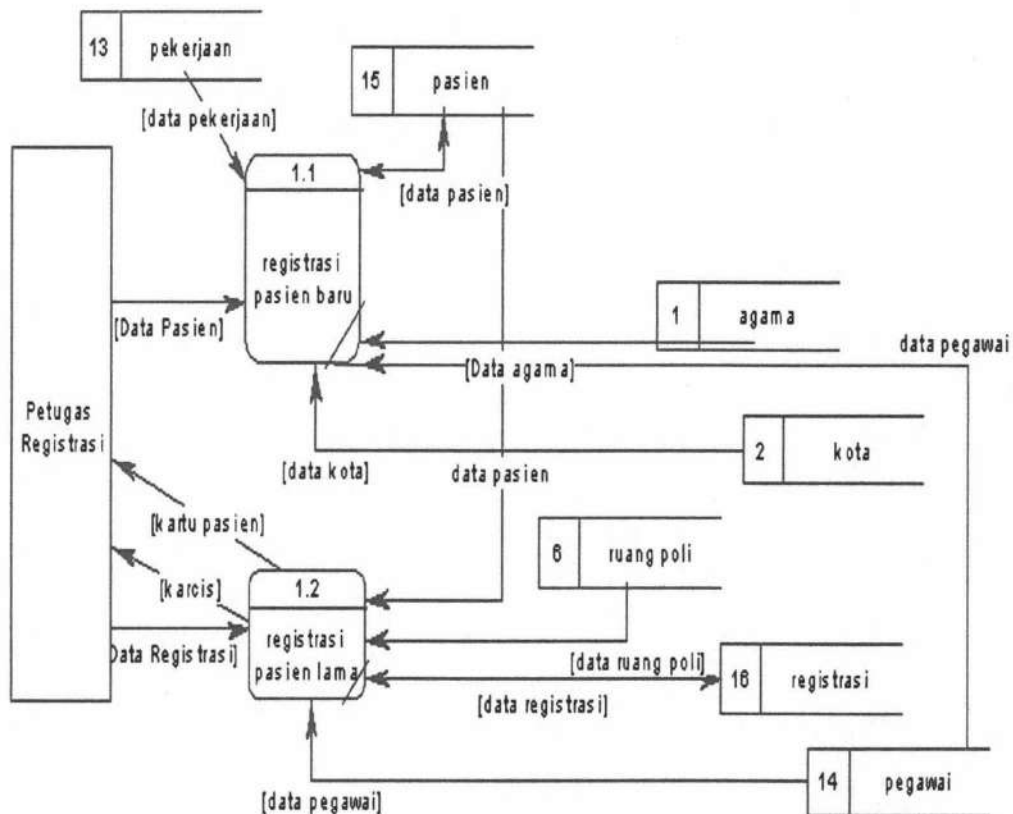 13 pekerjaan
15 pasien
[data pekerjaan]
1.1
[data pasien]
registrasi
pasien baru
1 agama
[Data Pasien]
data pegawai
[Data agama]
Petugas
Registrasi
2 kota
[data kota]
data pasien
[kartu pasien]
6 ruang poli
[karcis]
1.2
registrasi
pasien lama
Data Registrasi]
[data ruang poli]
16 registrasi
[data registrasi]
14 pegawai
[data pegawai]